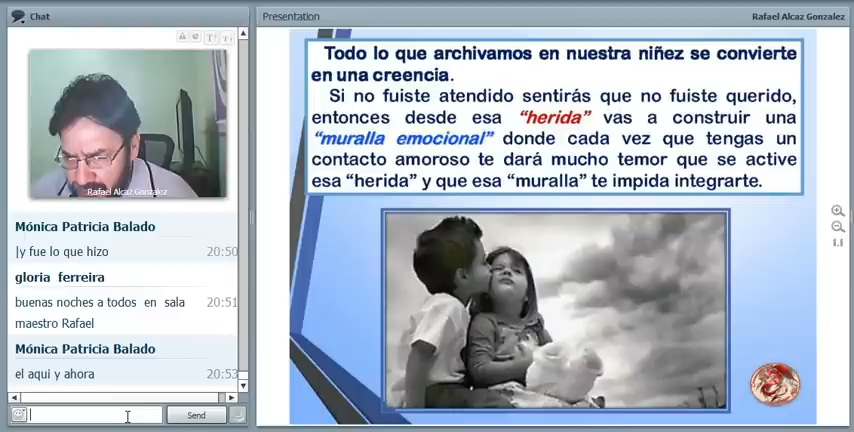 Chat
Rafael Alcaz Gonzalez
Mónica Patricia Balado
|y fue lo que hizo 20:50
gloria ferreira
buenas noches a todos en sala 20:51
maestro Rafael
Mónica Patricia Balado
el aqui y ahora 20:53
Send
Presentation
Rafael Alcaz Gonzalez
Todo lo que archivamos en nuestra niñez se convierte
en una creencia.
Si no fuiste atendido sentirás que no fuiste querido,
entonces desde esa “herida” vas a construir una
“muralla emocional” donde cada vez que tengas un
contacto amoroso te dará mucho temor que se active
esa “herida” y que esa “muralla” te impida integrarte.
1:1